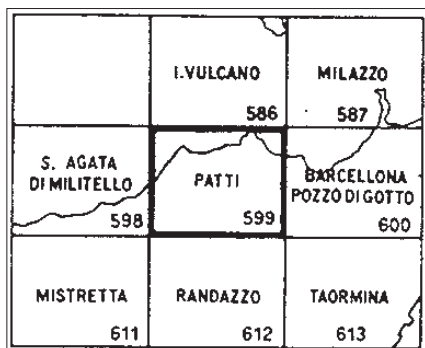 I.VULCANO
586
MILAZZO
587
S. AGATA
DI MILITELLO
598
PATTI
599
BARCELLONA
POZZO DI GOTTO
600
MISTRETTA
611
RANDAZZO
612
TAORMINA
613